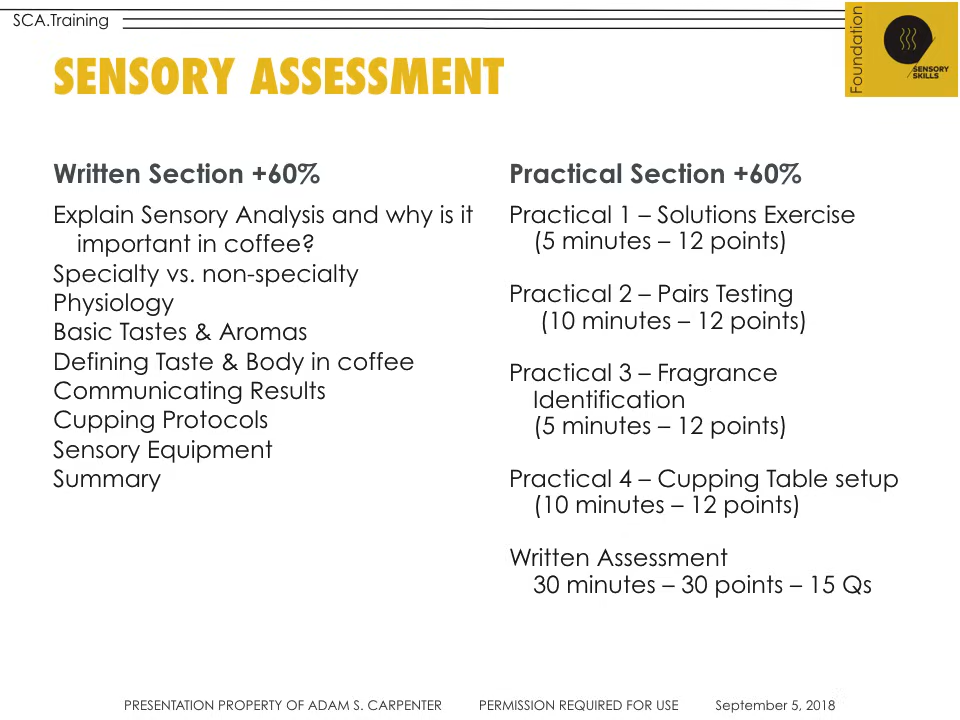 SCA.Training
Foundation
SENSORY
SKILLS
SENSORY ASSESSMENT
Written Section +60%
Explain Sensory Analysis and why is it
important in coffee?
Specialty vs. non-specialty
Physiology
Basic Tastes & Aromas
Defining Taste & Body in coffee
Communicating Results
Cupping Protocols
Sensory Equipment
Summary
Practical Section +60%
Practical 1 – Solutions Exercise
(5 minutes – 12 points)
Practical 2 – Pairs Testing
(10 minutes – 12 points)
Practical 3 – Fragrance
Identification
(5 minutes – 12 points)
Practical 4 – Cupping Table setup
(10 minutes – 12 points)
Written Assessment
30 minutes – 30 points – 15 Qs
PRESENTATION PROPERTY OF ADAM S. CARPENTER PERMISSION REQUIRED FOR USE September 5, 2018